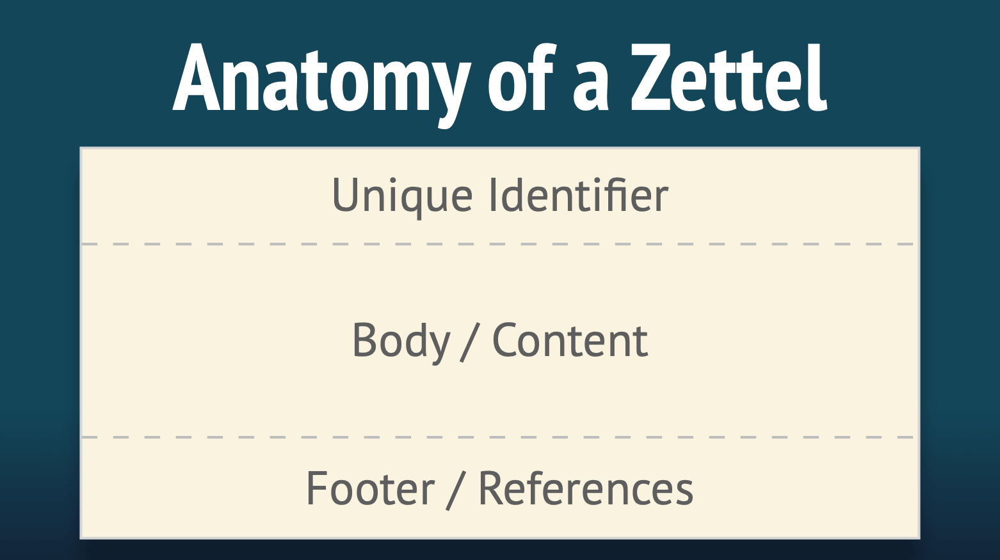 Anatomy of a Zettel
Unique Identifier
Body / Content
Footer / References